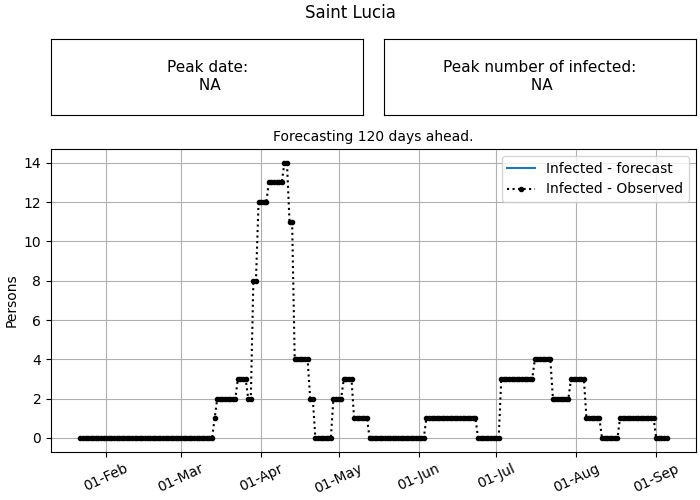 Saint Lucia
Peak date:
NA
Peak number of infected:
NA
Forecasting 120 days ahead.
Infected - forecast
Infected - Observed
Persons
14
12
10
8
6
4
2
0
01-Feb
01-Mar
01-Apr
01-May
01-Jun
01-Jul
01-Aug
01-Sep